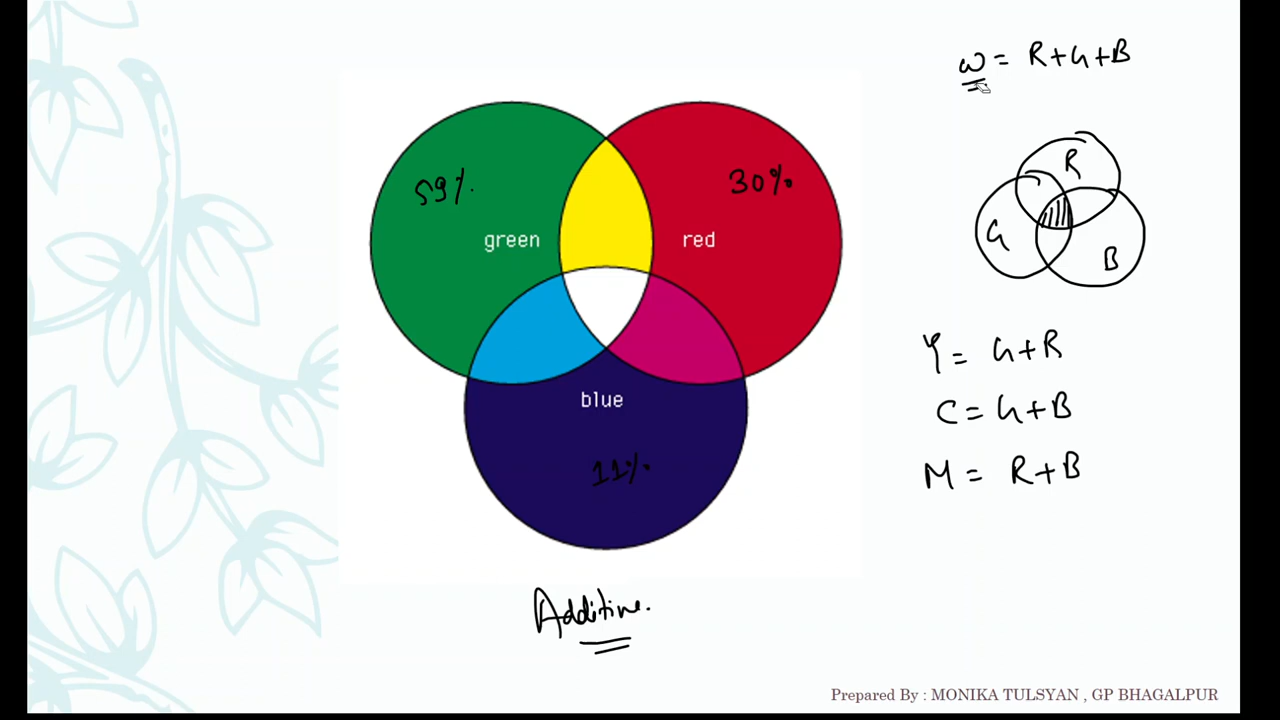 W = R+G+B
59%
30%
green
red
R
G
B
Y = G+R
blue
C = G+B
11%
M = R+B
Additive.
Prepared By : MONIKA TULSYAN , GP BHAGALPUR